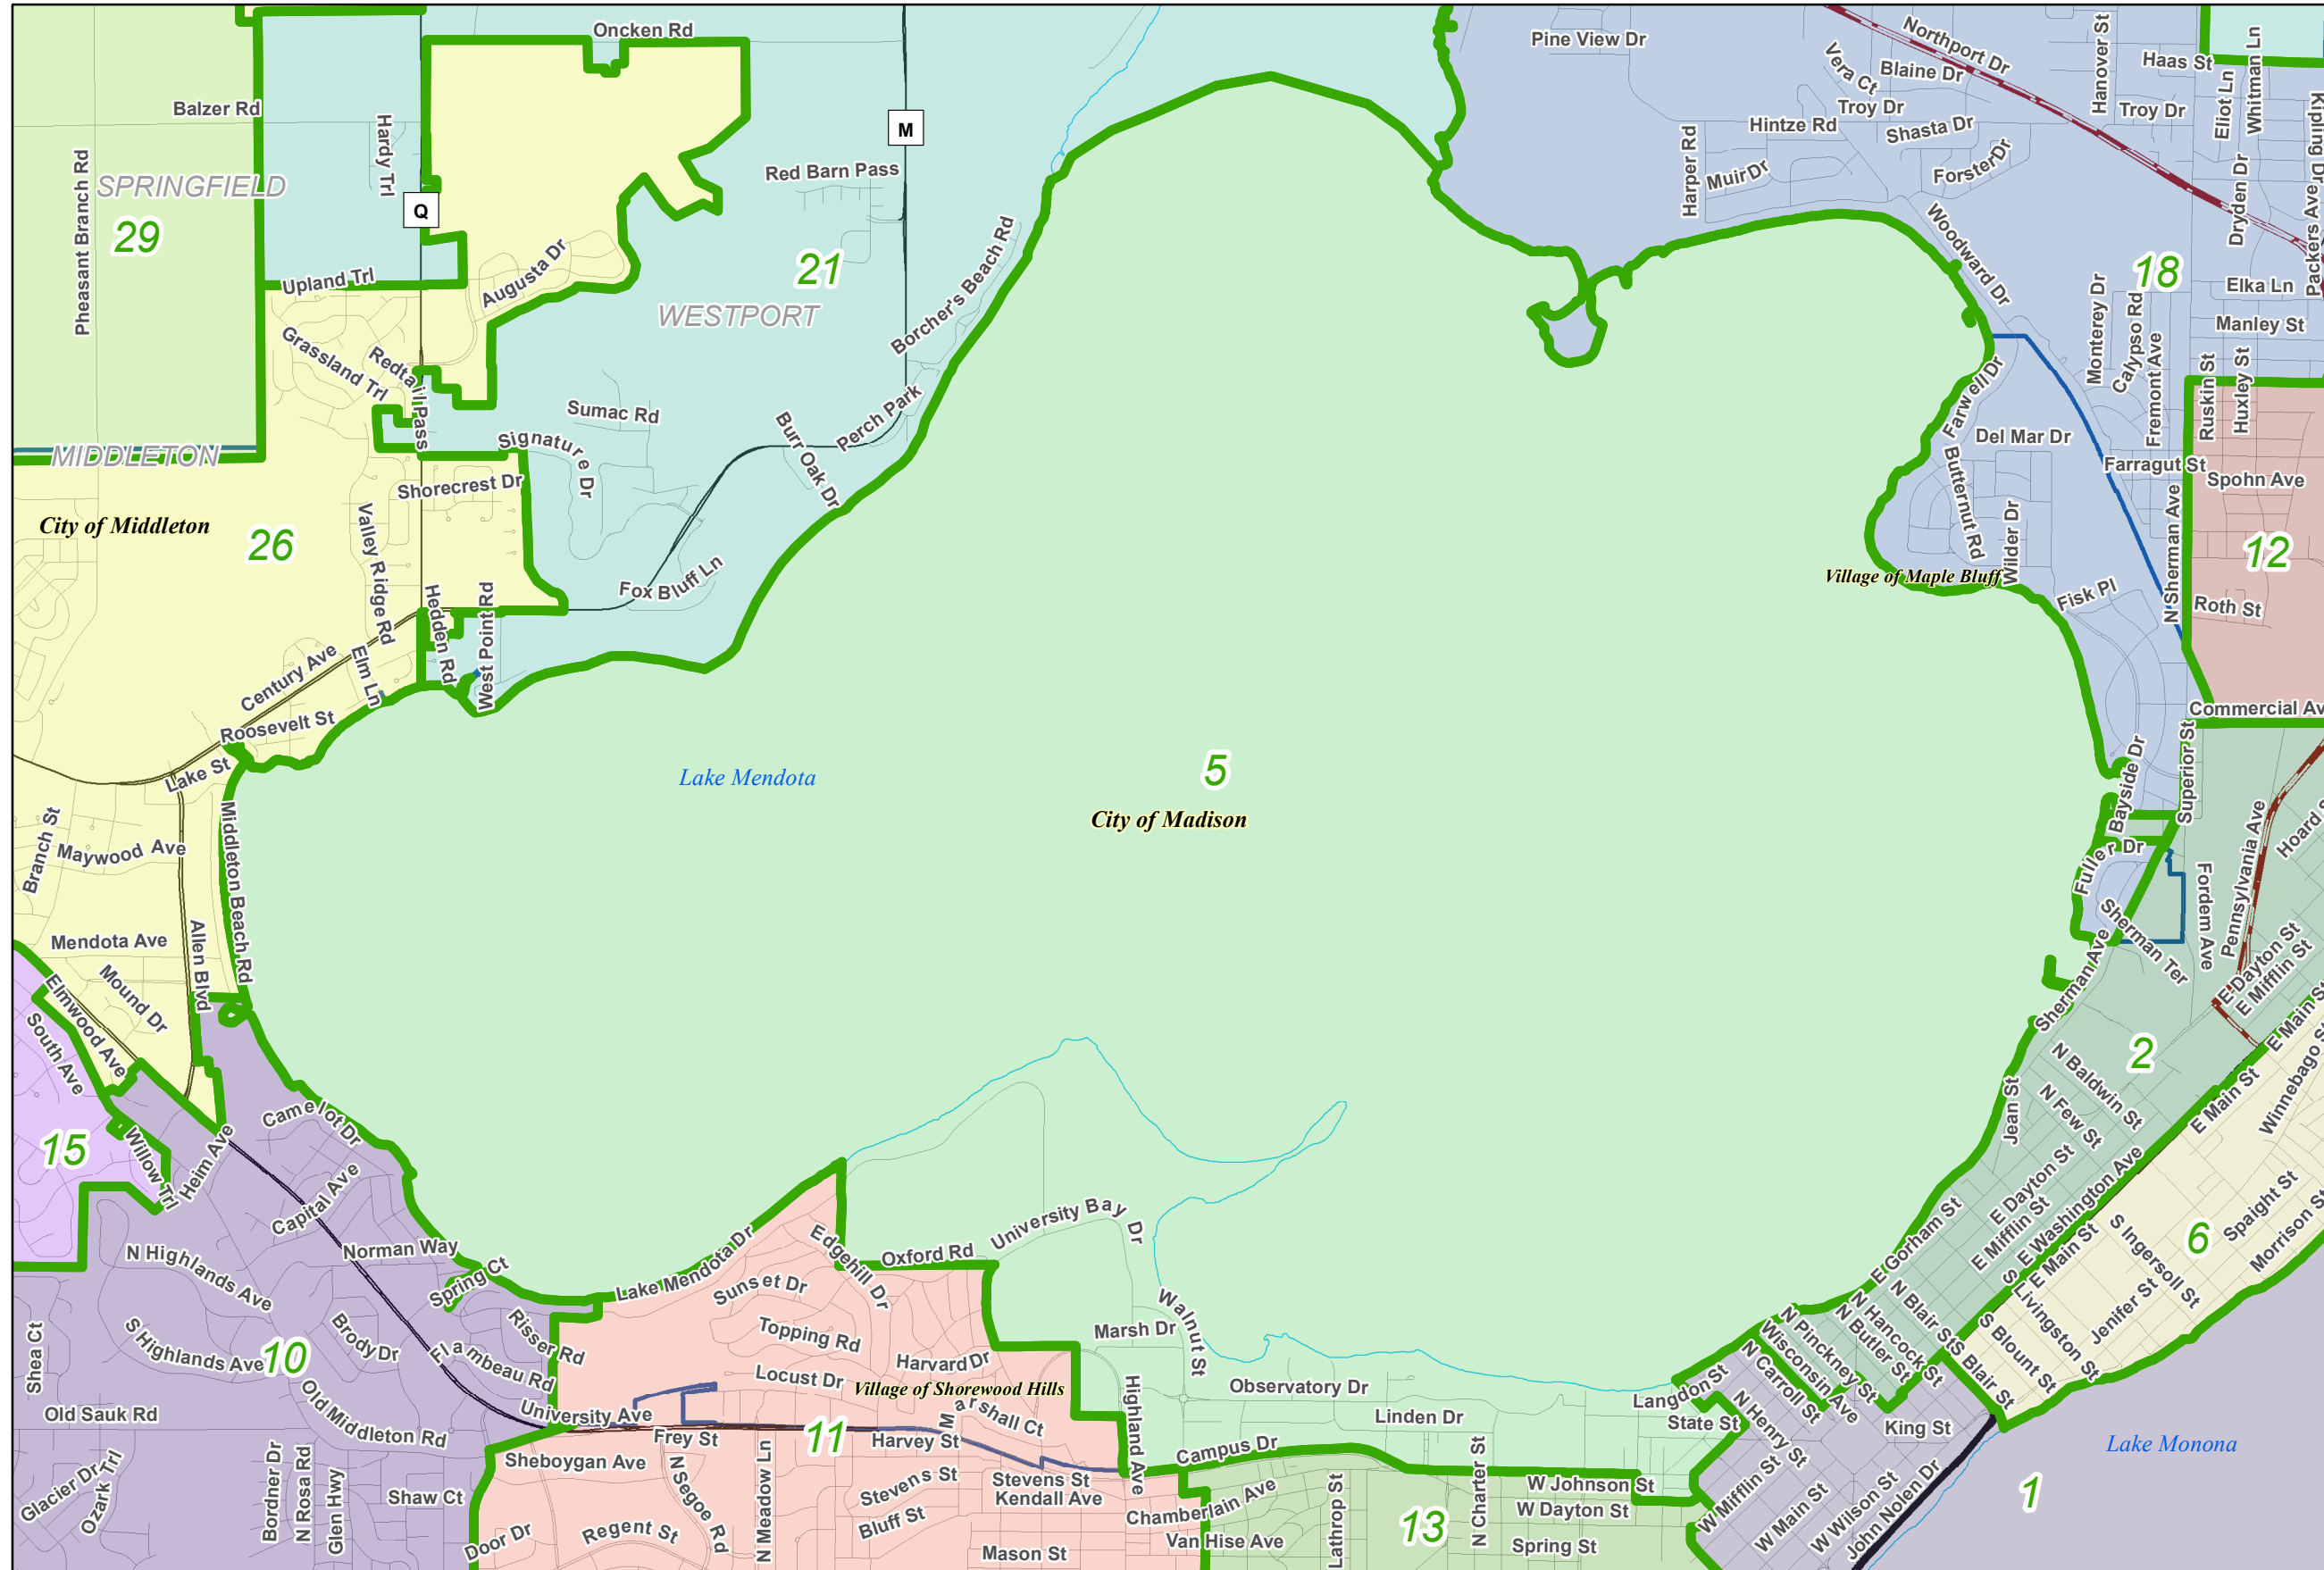 Oncken Rd
Pine View Dr
Northport Dr
Hanover St
Haas St
Whitman Ln
Vera Ct
Blaine Dr
Eliot Ln
Kipling Dr
Balzer Rd
Hardy Trl
M
Troy Dr
Troy Dr
Hintze Rd
Shasta Dr
Harper Rd
Muir Dr
Forster Dr
Dryden Dr
Packers Ave
Pheasant Branch Rd
SPRINGFIELD
29
Q
Red Barn Pass
Augusta Dr
21
WESTPORT
Borcher's Beach Rd
Woodward Dr
18
Elka Ln
Manley St
Monterey Dr
Calypso Rd
Fremont Ave
Ruskin St
Huxley St
Upland Trl
Grassland Trl
Redtail Pass
Sumac Rd
Signature Dr
Burr Oak Dr
Perch Park
Farwell Dr
Del Mar Dr
Butternut Rd
Wilder Dr
Farragut St
Spohn Ave
N Sherman Ave
12
Roth St
MIDDLETON
City of Middleton
26
Shorecrest Dr
Valley Ridge Rd
Hedden Rd
West Point Rd
Fox Bluff Ln
Village of Maple Bluff
Fisk Pl
Century Ave
Elm Ln
Roosevelt St
Lake St
Commercial Av
Superior St
Bayside Dr
Lake Mendota
5
City of Madison
Branch St
Maywood Ave
Middleton Beach Rd
Allen Blvd
Mendota Ave
Mound Dr
Elmwood Ave
South Ave
Fuller Dr
Sherman Ter
Sherman Ave
Fordem Ave
Pennsylvania Ave
Hoard
E Dayton St
E Mifflin St
E Main St
Winnebago S
2
N Baldwin St
N Few St
Jean St
E Main St
15
Willow Trl
Heim Ave
Camelot Dr
Capital Ave
Norman Way
Spring Ct
N Highlands Ave
S Highlands Ave
10
Brody Dr
Flambeau Rd
Risser Rd
Shea Ct
Old Sauk Rd
Old Middleton Rd
Glacier Dr
Ozark Trl
Bordner Dr
N Rosa Rd
Glen Hwy
Shaw Ct
Lake Mendota Dr
Edgehill Dr
Oxford Rd
University Bay Dr
Sunset Dr
Topping Rd
Harvard Dr
Locust Dr
Village of Shorewood Hills
Marshall Ct
University Ave
11
Frey St
Harvey St
Sheboygan Ave
N Segoe Rd
N Meadow Ln
Stevens St
Stevens St
Kendall Ave
Bluff St
Door Dr
Regent St
Mason St
Marsh Dr
Walnut St
Highland Ave
Observatory Dr
Linden Dr
Campus Dr
Chamberlain Ave
Van Hise Ave
Lathrop St
13
N Charter St
W Johnson St
W Dayton St
Spring St
Langdon St
State St
E Dayton St
E Mifflin St
E Washington Ave
E Main St
E Gorham St
S Ingersoll St
6
Spaight St
Morrison St
Jenifer St
S Livingston St
S Blount St
S Blair St
N Blair St
N Hancock St
N Butler St
N Pinckney St
Wisconsin Ave
N Carroll St
N Henry St
King St
W Mifflin St
W Main St
W Wilson St
John Nolen Dr
Lake Monona
1